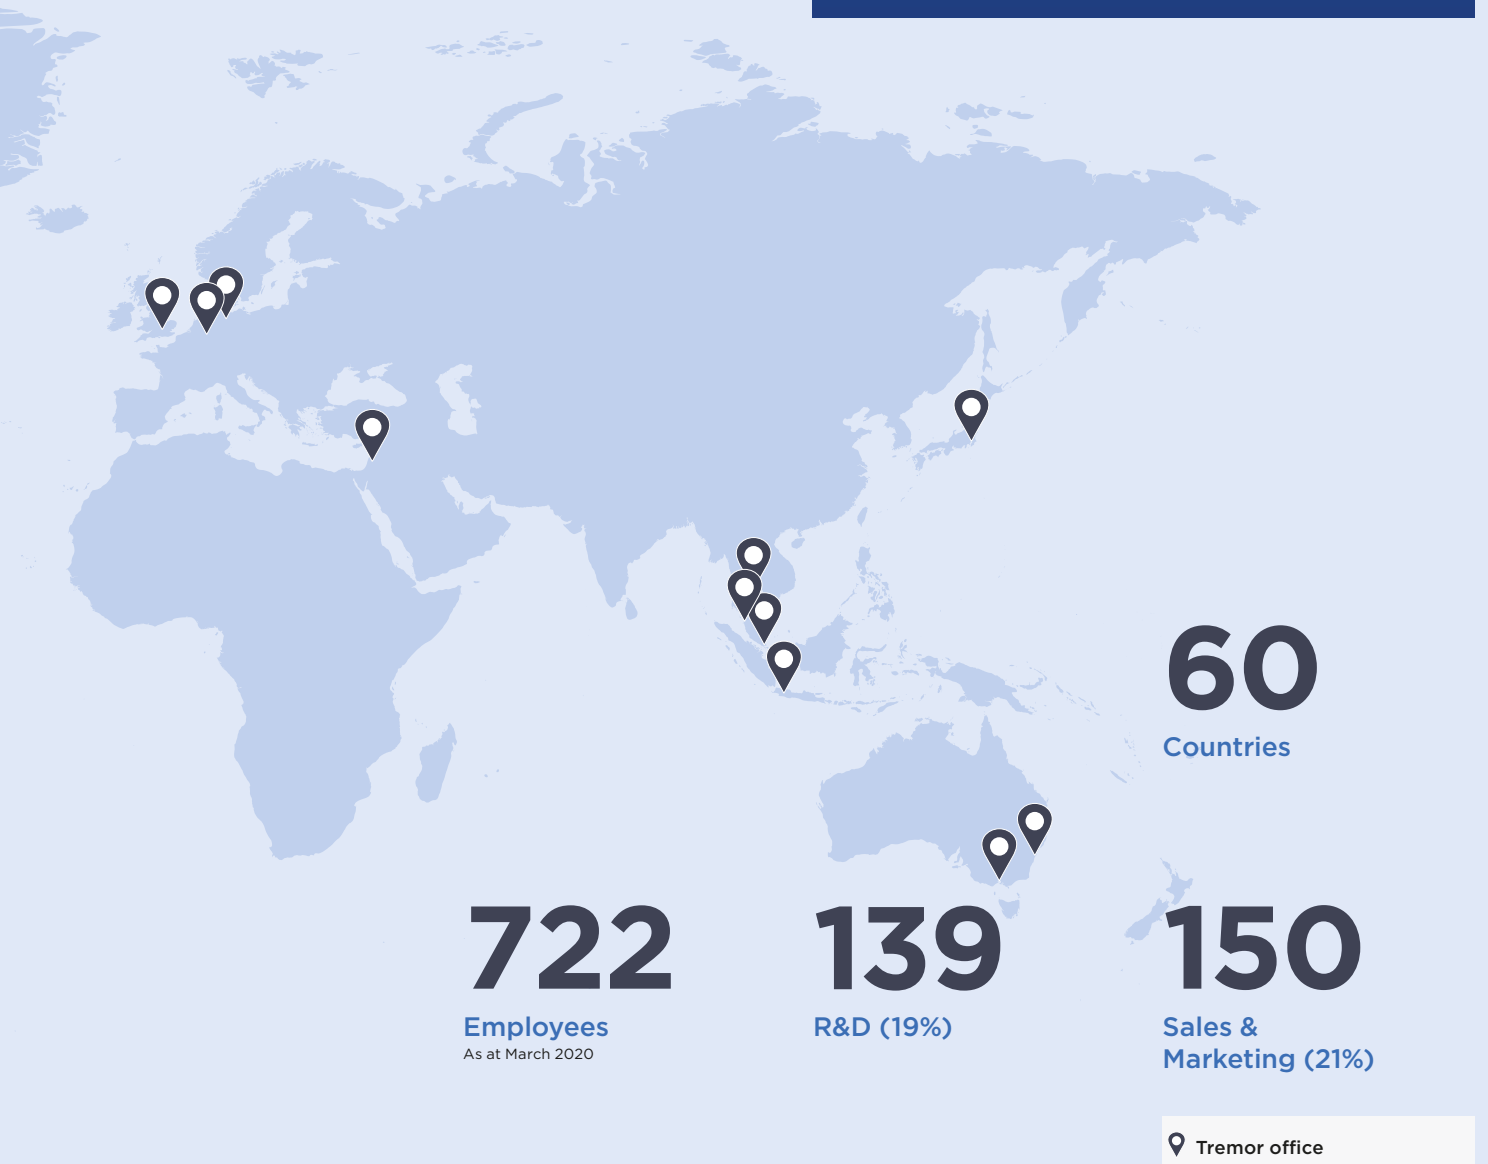 60
Countries
722
Employees
As at March 2020
139
R&D (19%)
150
Sales &
Marketing (21%)
Tremor office